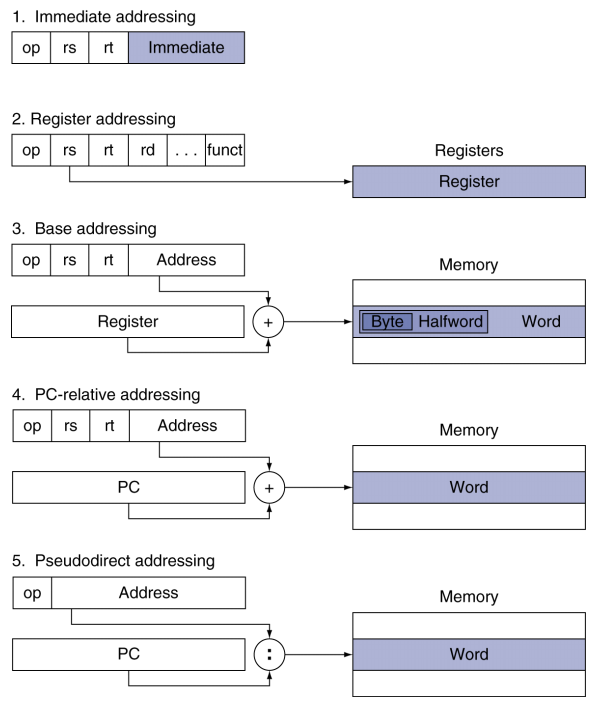 1. Immediate addressing
op rs rt Immediate
2. Register addressing
op rs rt rd . . . funct
Registers
Register
3. Base addressing
op rs rt Address
Memory
Register
+
Byte Halfword Word
4. PC-relative addressing
op rs rt Address
Memory
PC
+
Word
5. Pseudodirect addressing
op Address
Memory
PC
:
Word